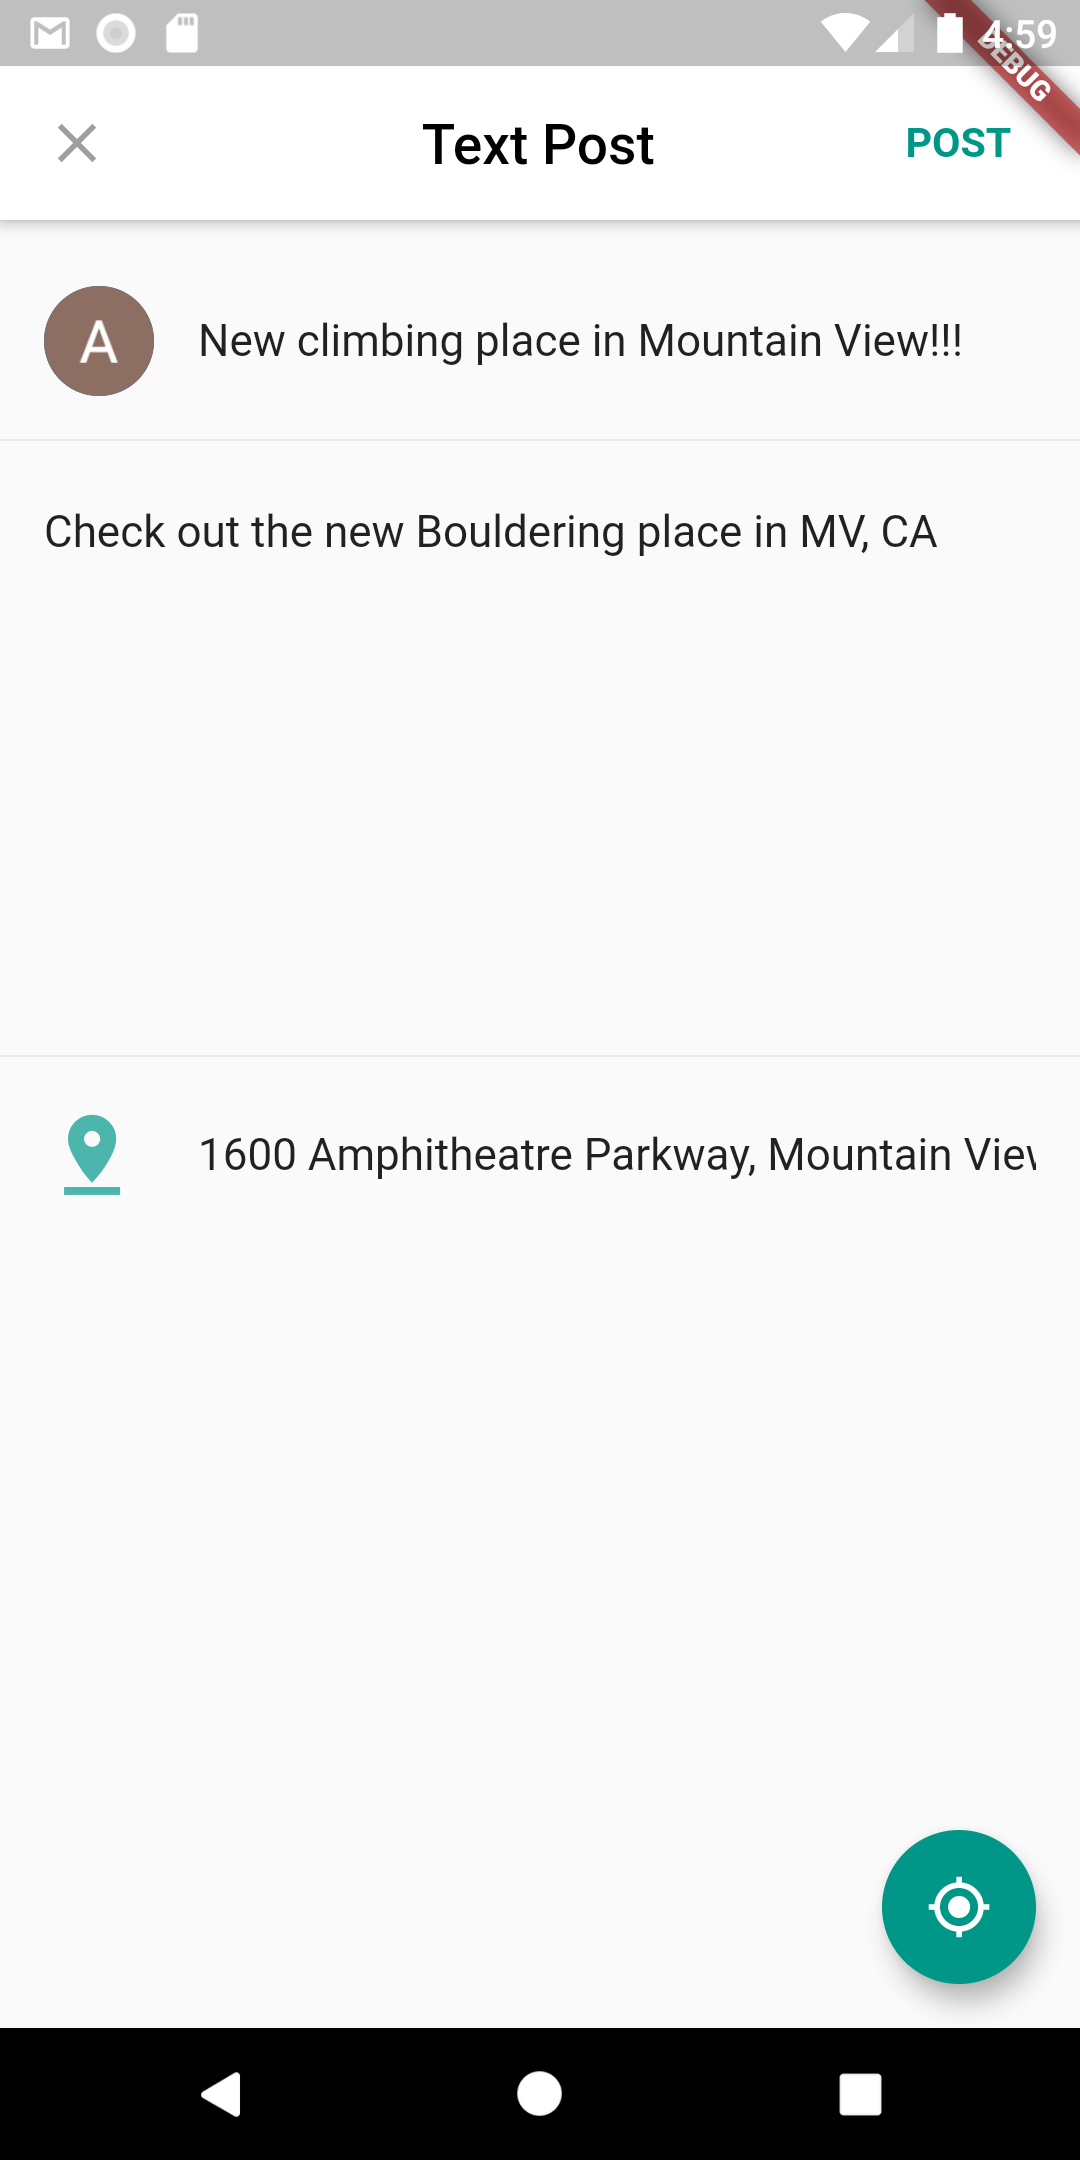 4:59
DEBUG
Text Post
POST
A
New climbing place in Mountain View!!!
Check out the new Bouldering place in MV, CA
1600 Amphitheatre Parkway, Mountain View